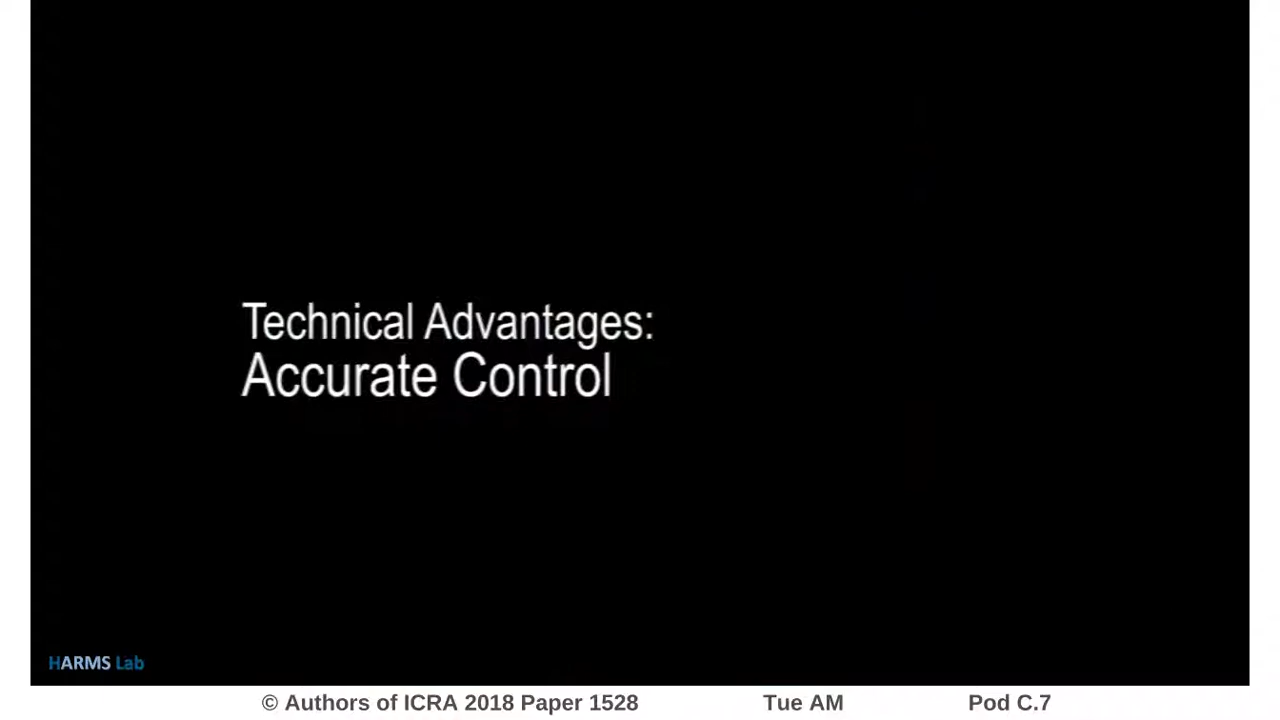 Technical Advantages:
Accurate Control
HARMS Lab
© Authors of ICRA 2018 Paper 1528 Tue AM Pod C.7